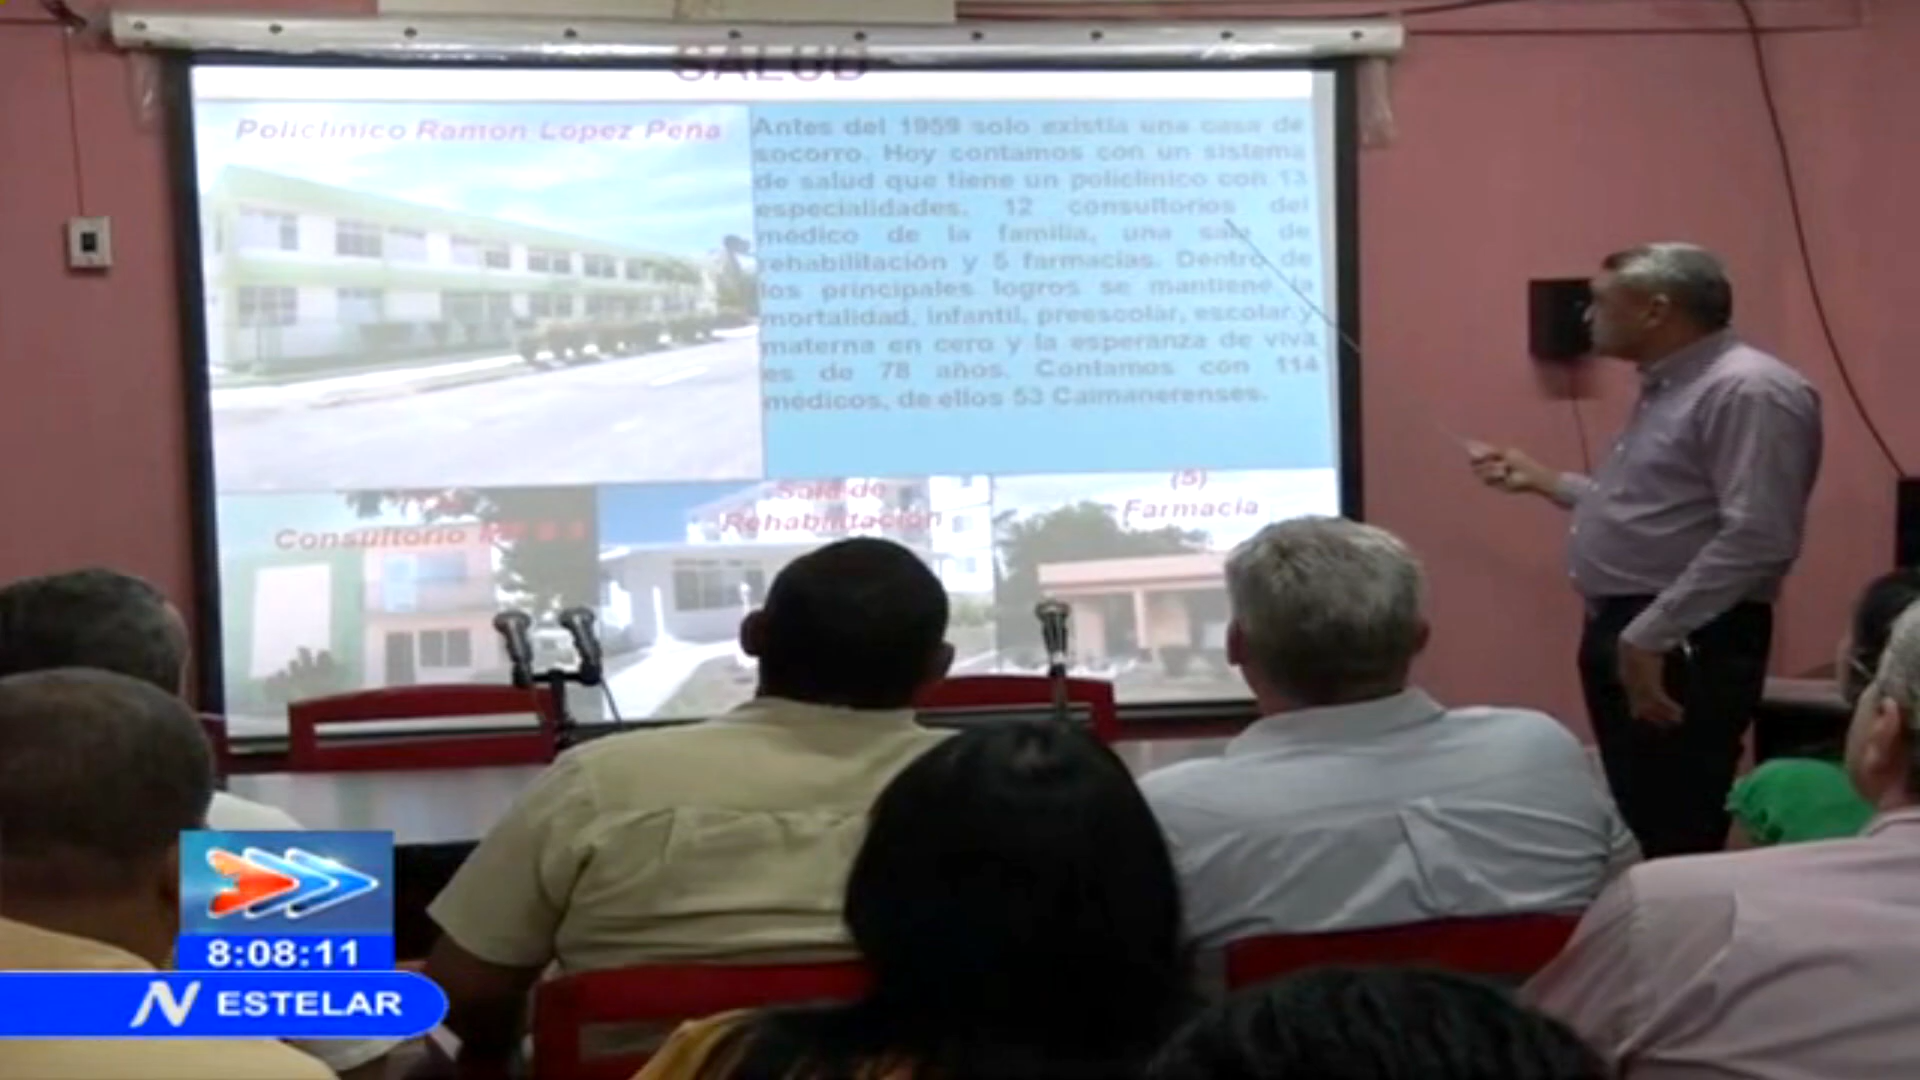 SALUD
Policlinico Ramon Lopez Peña
Antes del 1959 solo existía una casa de
socorro. Hoy contamos con un sistema
de salud que tiene un policlínico con 13
especialidades, 12 consultorios del
médico de la familia, una sala de
rehabilitación y 5 farmacias. Dentro de
los principales logros se mantiene la
mortalidad, infantil, preescolar, escolar y
materna en cero y la esperanza de viva
es de 78 años. Contamos con 114
médicos, de ellos 53 Caimanerenses.
Consultorio
Sala de
Rehabilitación
(5)
Farmacia
8:08:11
N ESTELAR